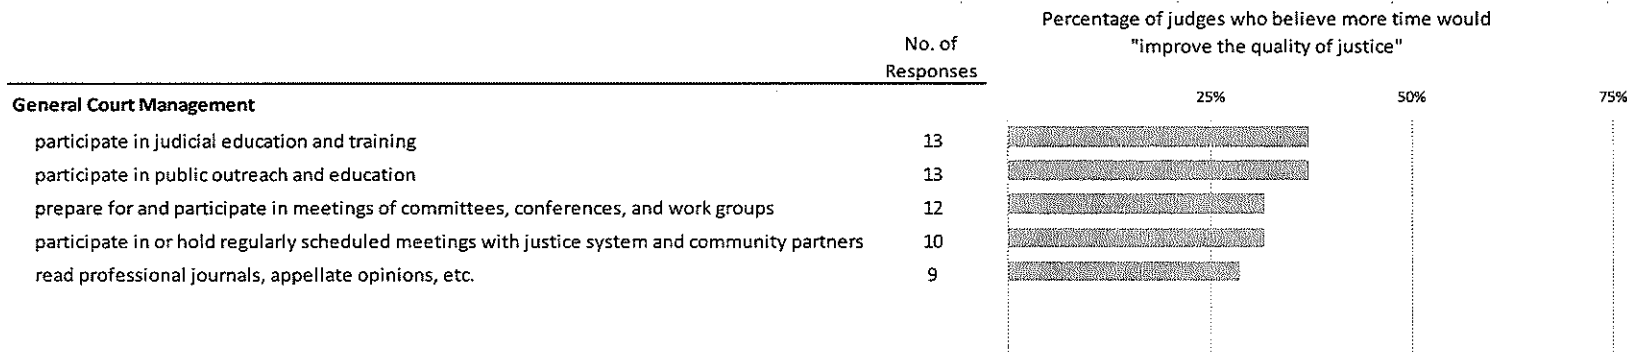 Percentage of judges who believe more time would
"improve the quality of justice"
No. of
Responses
General Court Management
25% 50% 75%
participate in judicial education and training 13
participate in public outreach and education 13
prepare for and participate in meetings of committees, conferences, and work groups 12
participate in or hold regularly scheduled meetings with justice system and community partners 10
read professional journals, appellate opinions, etc. 9